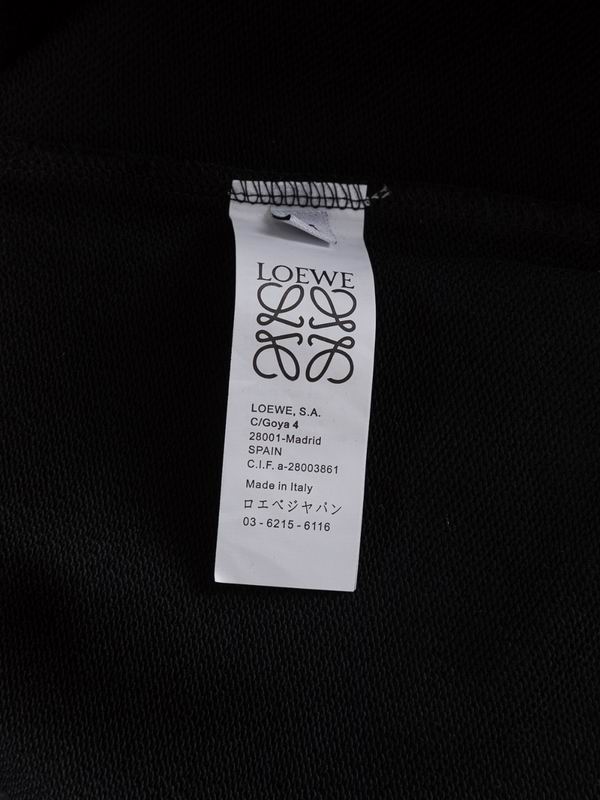 LOEWE
LOEWE, S.A.
C/Goya 4
28001-Madrid
SPAIN
C.I.F. a-28003861
Made in Italy
ロエベジャパン
03-6215-6116